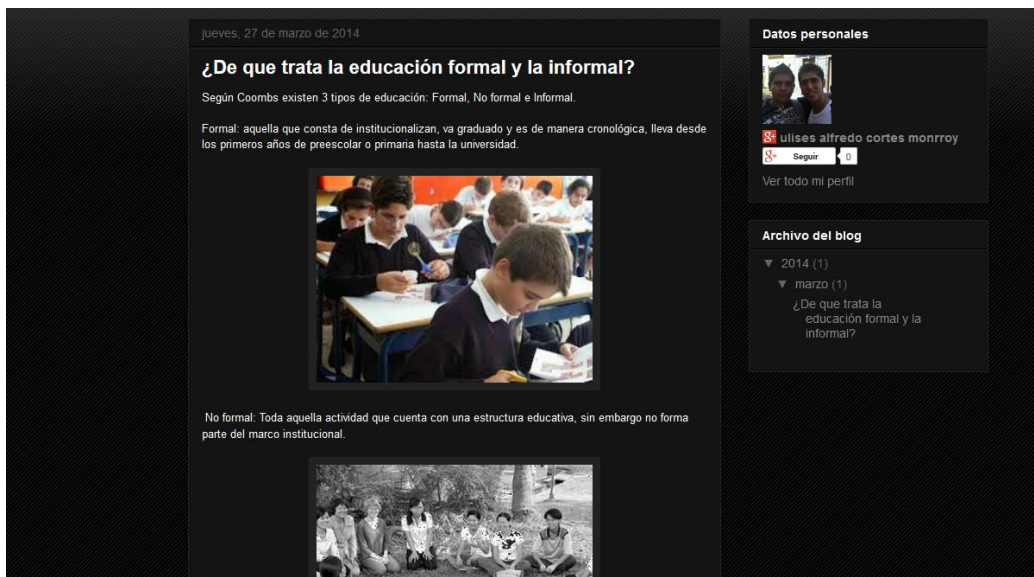 jueves, 27 de marzo de 2014
¿De que trata la educación formal y la informal?
Según Coombs existen 3 tipos de educación: Formal, No formal e Informal.
Formal: aquella que consta de institucionalizan, va graduado y es de manera cronológica, lleva desde
los primeros años de preescolar o primaria hasta la universidad.
No formal: Toda aquella actividad que cuenta con una estructura educativa, sin embargo no forma
parte del marco institucional.
Datos personales
ulises alfredo cortes monrroy
Seguir 0
Ver todo mi perfil
Archivo del blog
▼ 2014 (1)
▼ marzo (1)
¿De que trata la
educación formal y la
informal?